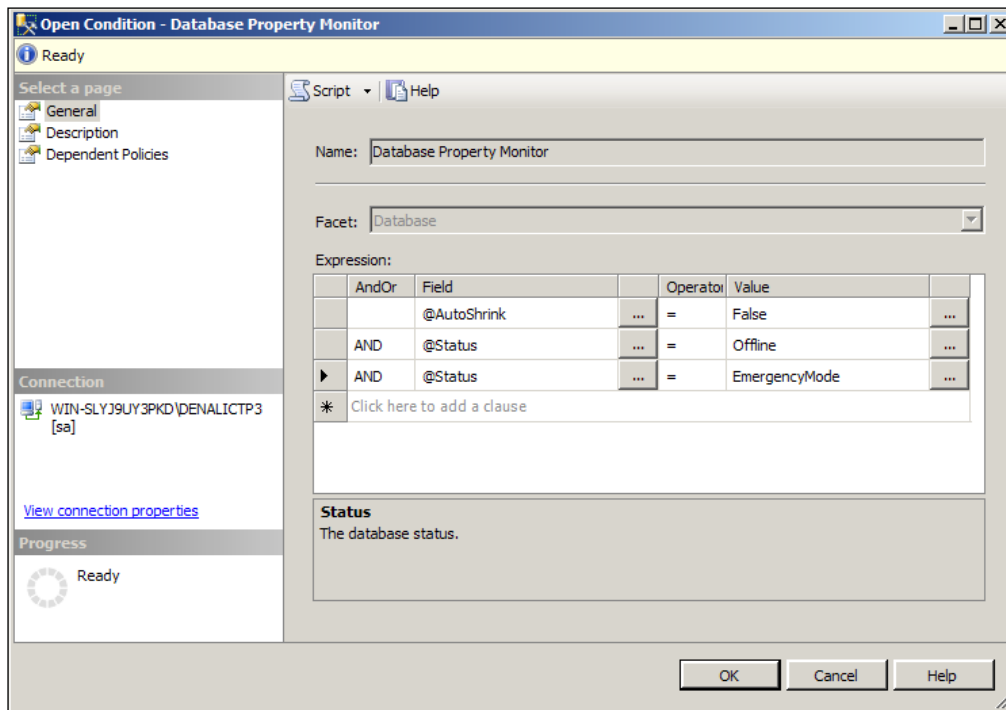 Open Condition - Database Property Monitor
Ready
Select a page
General
Description
Dependent Policies
Script Help
Name: Database Property Monitor
Facet: Database
Expression:
AndOr Field Operator Value
@AutoShrink ... = False ...
AND @Status ... = Offline ...
AND @Status ... = EmergencyMode ...
Click here to add a clause
Connection
WIN-SLYJ9UY3PKD\DENALICTP3
[sa]
View connection properties
Status
The database status.
Progress
Ready
OK Cancel Help